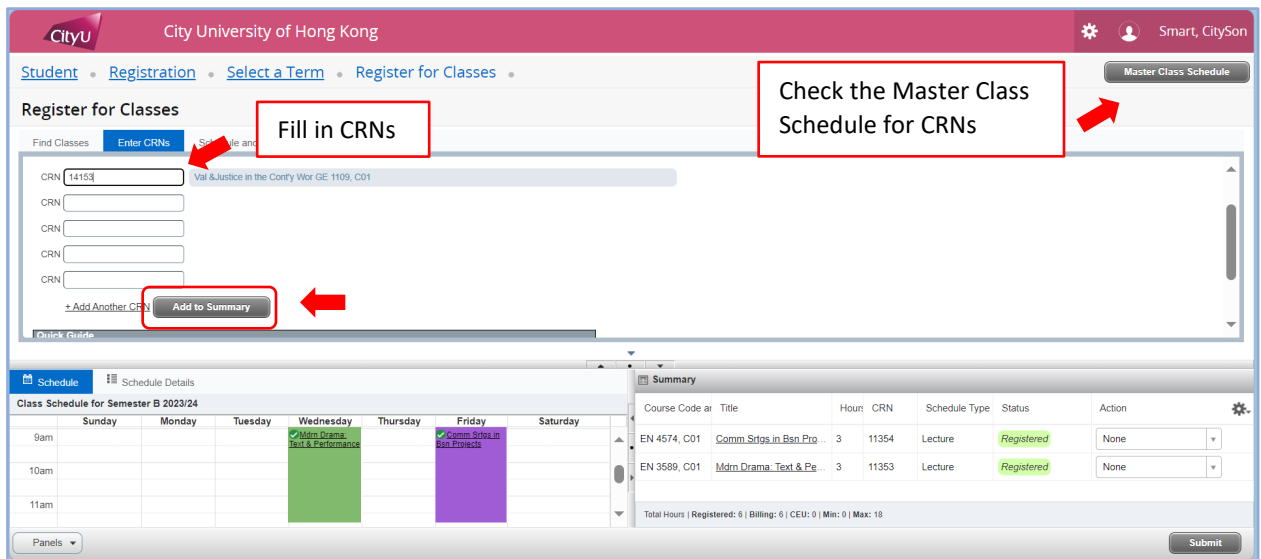 CityU
City University of Hong Kong
Smart, CitySon
Student • Registration • Select a Term • Register for Classes •
Master Class Schedule
Check the Master Class
Schedule for CRNs
Register for Classes
Fill in CRNs
Find Classes Enter CRNs
CRN 14153 Val &Justice in the Cont'y Wor GE 1109, C01
CRN
CRN
CRN
CRN
+ Add Another CRN Add to Summary
Quick Guide
Schedule Schedule Details
Class Schedule for Semester B 2023/24
Sunday Monday Tuesday Wednesday Thursday Friday Saturday
9am
Mdrn Drama:
Text & Performance
Comm Srtgs in
Bsn Projects
10am
11am
Summary
Course Code ar Title Hours CRN Schedule Type Status Action
EN 4574, C01 Comm Srtgs in Bsn Pro... 3 11354 Lecture Registered None
EN 3589, C01 Mdrn Drama: Text & Pe... 3 11353 Lecture Registered None
Total Hours | Registered: 6 | Billing: 6 | CEU: 0 | Min: 0 | Max: 18
Panels
Submit